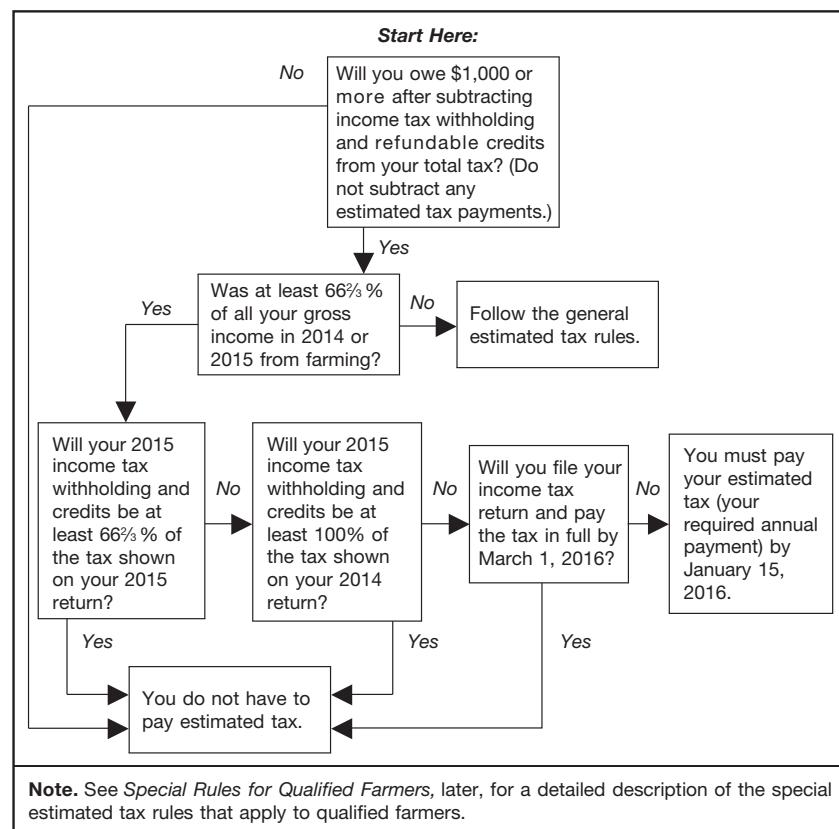 Start Here:
No
Will you owe $1,000 or
more after subtracting
income tax withholding
and refundable credits
from your total tax? (Do
not subtract any
estimated tax payments.)
Yes
Yes
Was at least 66⅔ %
of all your gross
income in 2014 or
2015 from farming?
No
Follow the general
estimated tax rules.
Will your 2015
income tax
withholding and
credits be at
least 66⅔ % of
the tax shown
on your 2015
return?
No
Will your 2015
income tax
withholding and
credits be at
least 100% of
the tax shown
on your 2014
return?
No
Will you file your
income tax
return and pay
the tax in full by
March 1, 2016?
No
You must pay
your estimated
tax (your
required annual
payment) by
January 15,
2016.
Yes
Yes
Yes
You do not have to
pay estimated tax.
Note. See Special Rules for Qualified Farmers, later, for a detailed description of the special
estimated tax rules that apply to qualified farmers.